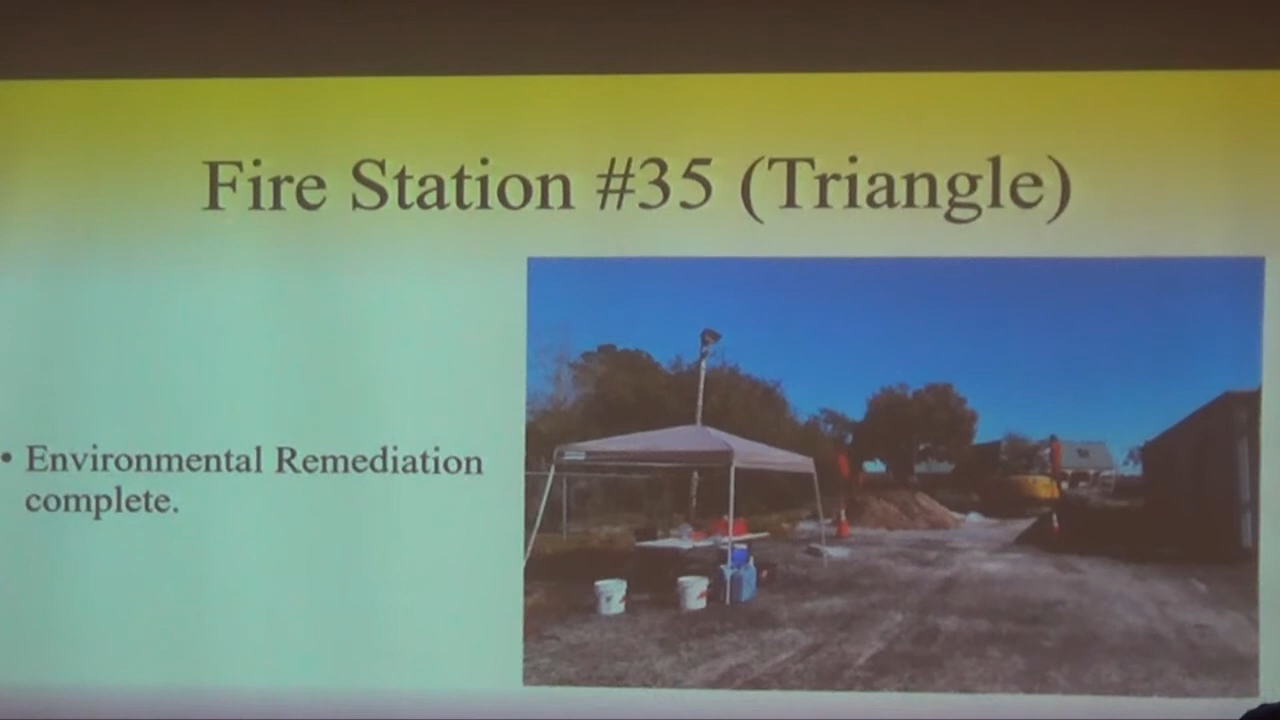 Fire Station #35 (Triangle)
• Environmental Remediation
complete.